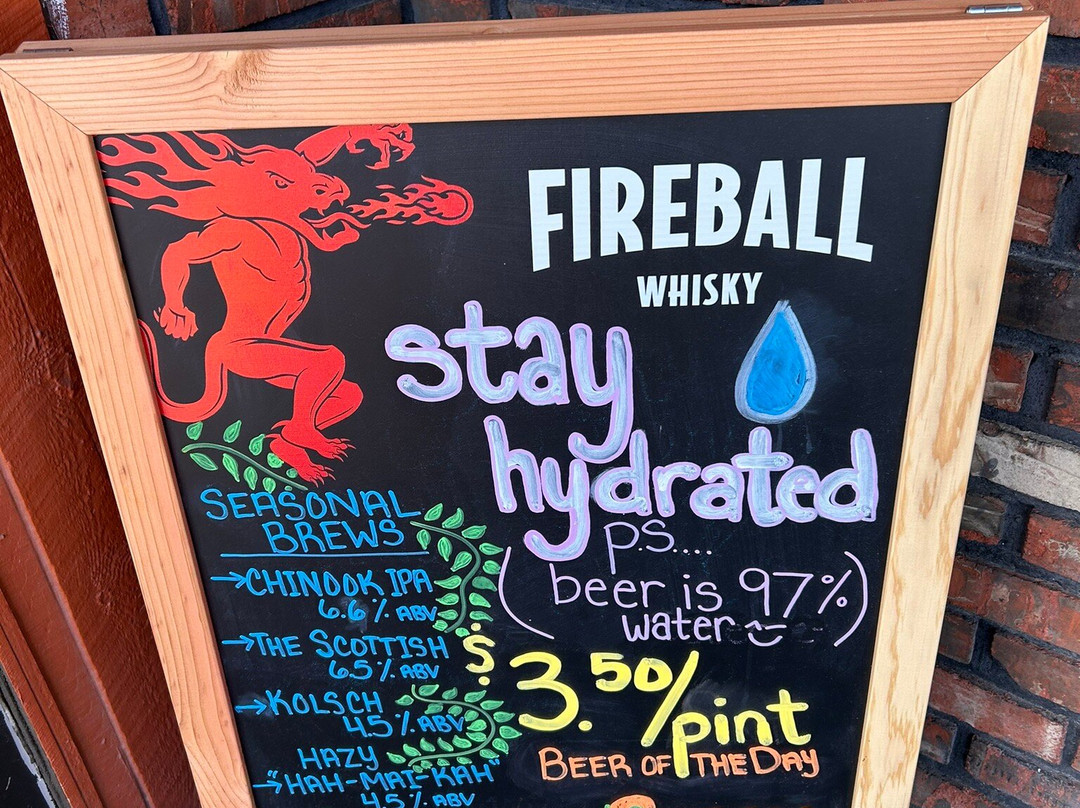 FIREBALL
WHISKY
stay
hydrated
p.s....
(beer is 97%)
water
$3.50/pint
BEER OF THE DAY
SEASONAL
BREWS
→CHINOOK IPA
6.6% ABV
→THE SCOTTISH
6.5% ABV
→KOLSCH
4.5% ABV
HAZY
→"HAH-MAI-KAH"
4.5% ABV